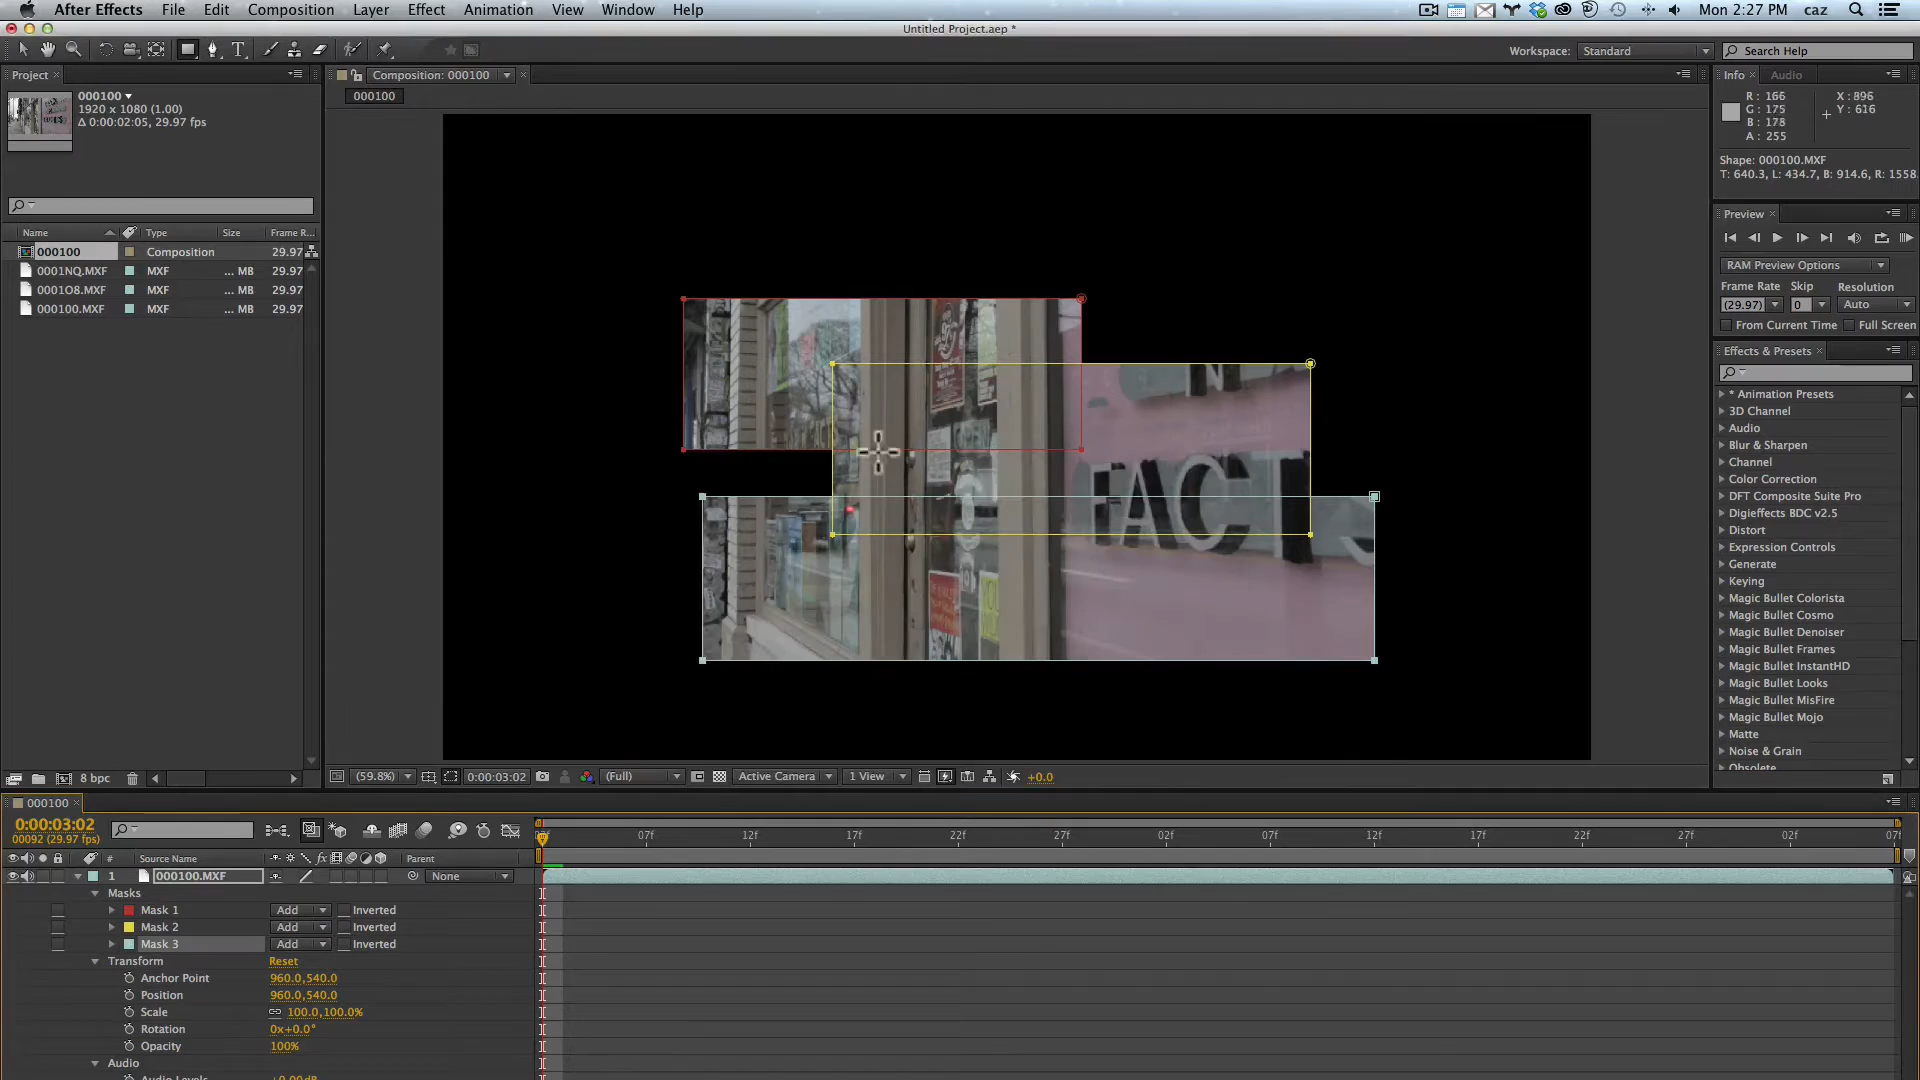 After Effects File Edit Composition Layer Effect Animation View Window Help Mon 2:27 PM caz
Untitled Project.aep *
Workspace: Standard Search Help
Project Composition: 000100 Info Audio
000100
1920 x 1080 (1.00)
Δ 0:00:02:05, 29.97 fps
000100
R : 166 X : 896
G : 175 Y : 616
B : 178
A : 255
Shape: 000100.MXF
T: 640.3, L: 434.7, B: 914.6, R: 1558.
Preview
RAM Preview Options
Frame Rate Skip Resolution
(29.97) 0 Auto
From Current Time Full Screen
Name Type Size Frame R...
000100 Composition 29.97
0001NQ.MXF MXF ... MB 29.97
0001O8.MXF MXF ... MB 29.97
000100.MXF MXF ... MB 29.97
Effects & Presets
* Animation Presets
3D Channel
Audio
Blur & Sharpen
Channel
Color Correction
DFT Composite Suite Pro
Digieffects BDC v2.5
Distort
Expression Controls
Generate
Keying
Magic Bullet Colorista
Magic Bullet Cosmo
Magic Bullet Denoiser
Magic Bullet Frames
Magic Bullet InstantHD
Magic Bullet Looks
Magic Bullet MisFire
Magic Bullet Mojo
Matte
Noise & Grain
Obsolete
FACT
8 bpc (59.8%) 0:00:03:02 (Full) Active Camera 1 View +0.0
000100
0:00:03:02
00092 (29.97 fps)
07f 12f 17f 22f 27f 02f 07f 12f 17f 22f 27f 02f 07f
# Source Name fx Parent
1 000100.MXF None
Masks
Mask 1 Add Inverted
Mask 2 Add Inverted
Mask 3 Add Inverted
Transform Reset
Anchor Point 960.0,540.0
Position 960.0,540.0
Scale 100.0,100.0%
Rotation 0x+0.0°
Opacity 100%
Audio
Audio Levels +0.00dB